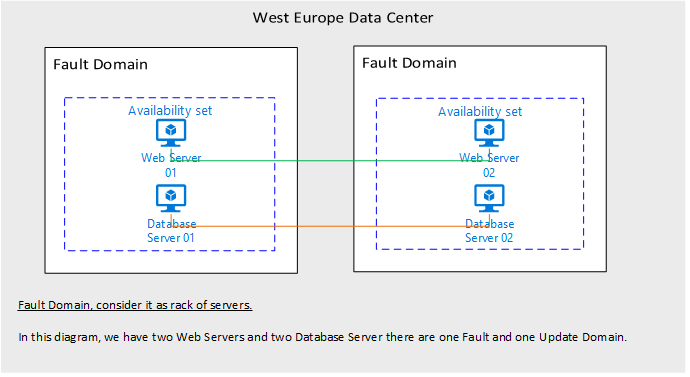 West Europe Data Center
Fault Domain
Availability set
Web Server
01
Database
Server 01
Fault Domain
Availability set
Web Server
02
Database
Server 02
Fault Domain, consider it as rack of servers.
In this diagram, we have two Web Servers and two Database Server there are one Fault and one Update Domain.